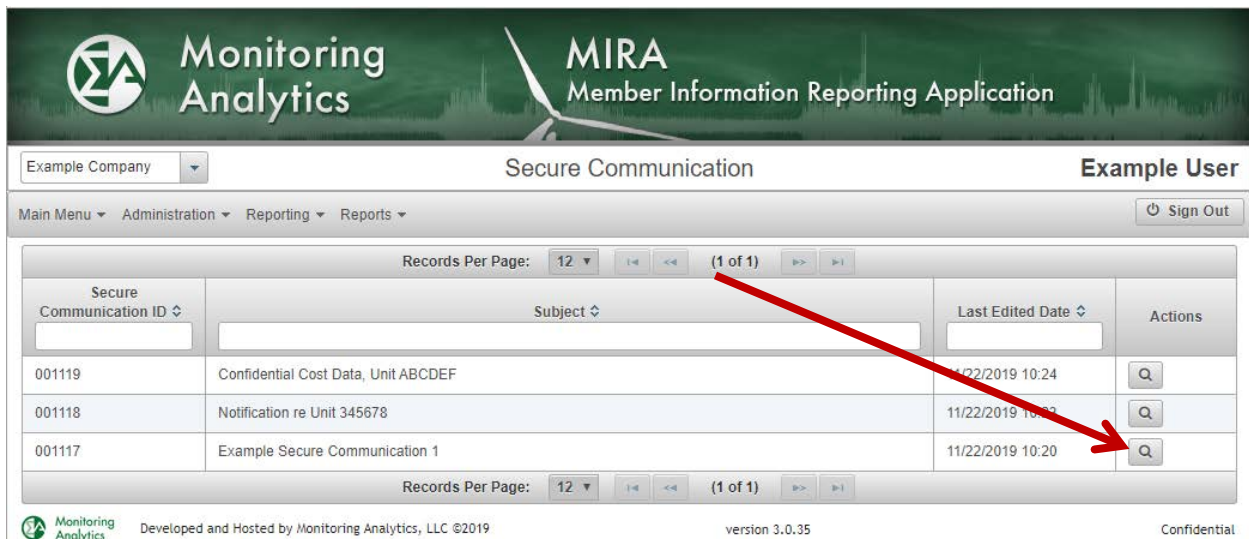 Monitoring Analytics
MIRA
Member Information Reporting Application
Example Company
Secure Communication
Example User
Main Menu Administration Reporting Reports
Sign Out
Records Per Page: 12 (1 of 1)
Secure Communication ID
Subject
Last Edited Date
Actions
001119 Confidential Cost Data, Unit ABCDEF 11/22/2019 10:24
001118 Notification re Unit 345678 11/22/2019
001117 Example Secure Communication 1 11/22/2019 10:20
Records Per Page: 12 (1 of 1)
Monitoring Analytics
Developed and Hosted by Monitoring Analytics, LLC ©2019 version 3.0.35 Confidential